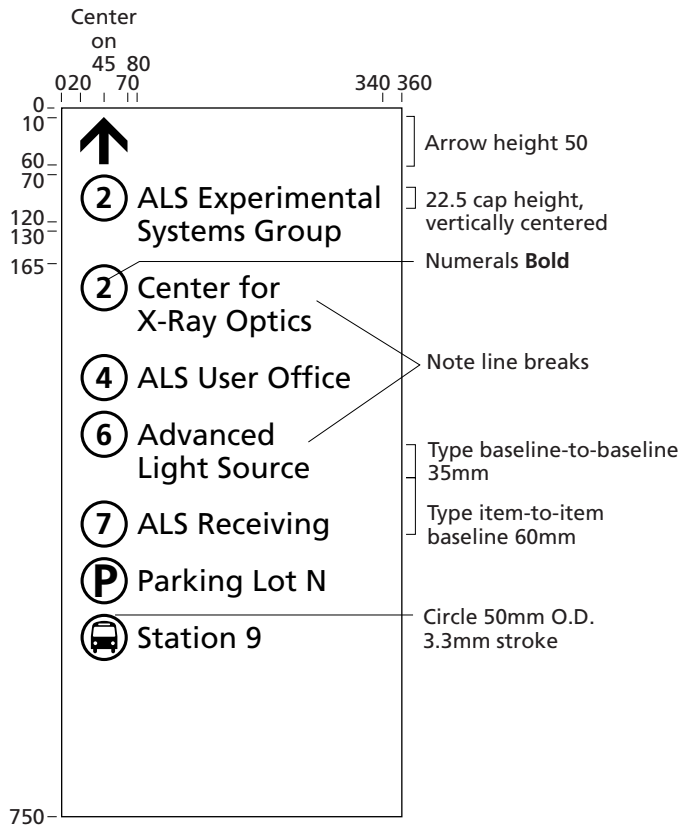 Center
on
45 80
0 20 70 340 360
0
10 Arrow height 50
60
70
2 ALS Experimental 22.5 cap height,
120 Systems Group vertically centered
130
165 Numerals Bold
2 Center for
X-Ray Optics
Note line breaks
4 ALS User Office
6 Advanced
Light Source
Type baseline-to-baseline
35mm
7 ALS Receiving
Type item-to-item
baseline 60mm
P Parking Lot N
Circle 50mm O.D.
3.3mm stroke
Station 9
750